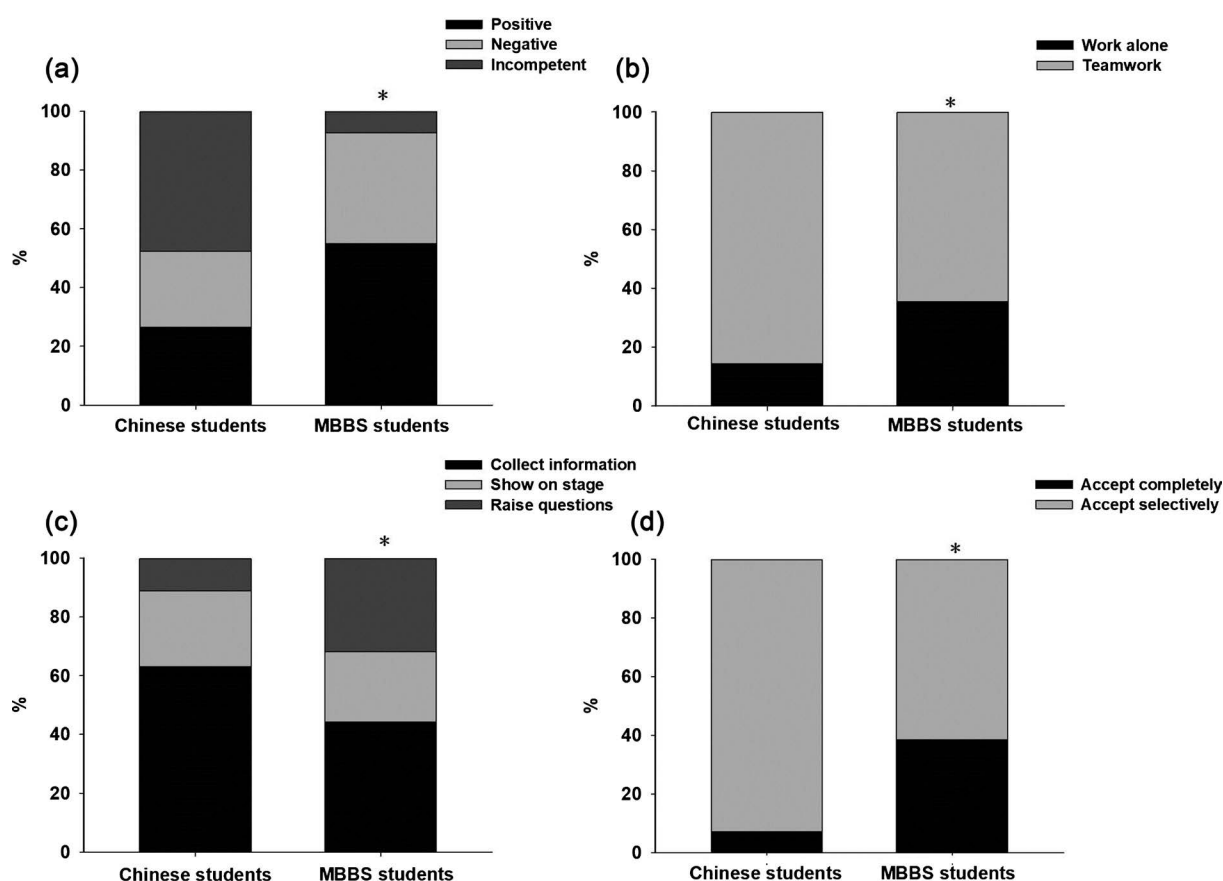 (a)
Positive
Negative
Incompetent
*
100
80
60
40
20
0
%
Chinese students
MBBS students
(b)
Work alone
Teamwork
*
100
80
60
40
20
0
%
Chinese students
MBBS students
(c)
Collect information
Show on stage
Raise questions
*
100
80
60
40
20
0
%
Chinese students
MBBS students
(d)
Accept completely
Accept selectively
*
100
80
60
40
20
0
%
Chinese students
MBBS students